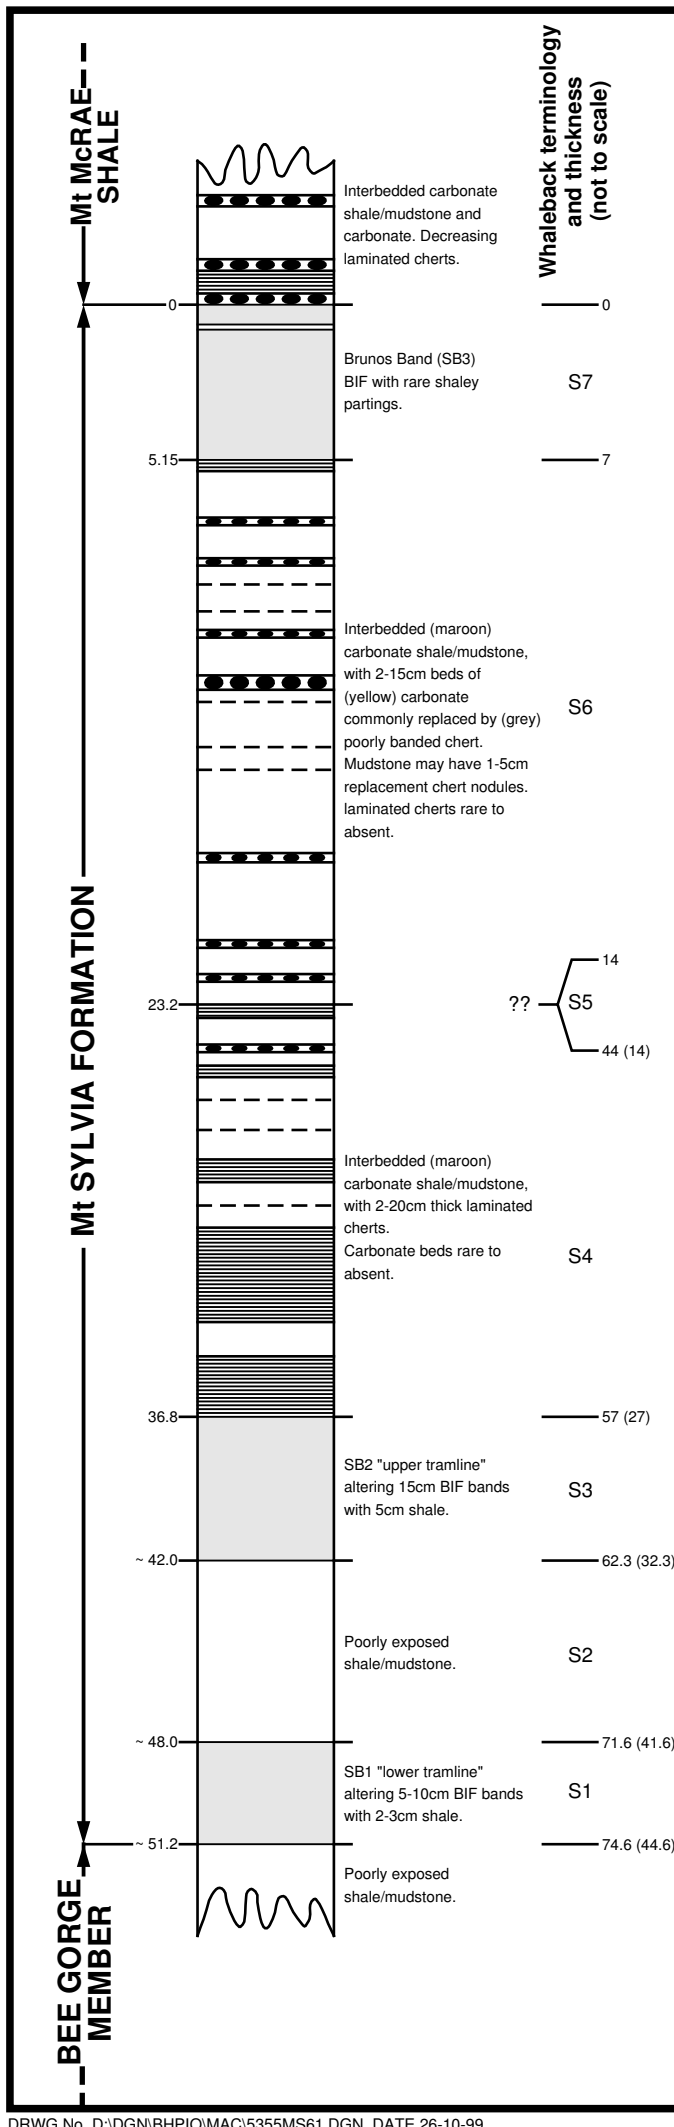 Mt McRAE
SHALE
Whaleback terminology
and thickness
(not to scale)
Interbedded carbonate
shale/mudstone and
carbonate. Decreasing
laminated cherts.
0
0
Brunos Band (SB3)
BIF with rare shaley
partings.
S7
5.15
7
Interbedded (maroon)
carbonate shale/mudstone,
with 2-15cm beds of
(yellow) carbonate
commonly replaced by (grey)
poorly banded chert.
Mudstone may have 1-5cm
replacement chert nodules.
laminated cherts rare to
absent.
S6
Mt SYLVIA FORMATION
14
23.2
??
S5
44 (14)
Interbedded (maroon)
carbonate shale/mudstone,
with 2-20cm thick laminated
cherts.
Carbonate beds rare to
absent.
S4
36.8
57 (27)
SB2 "upper tramline"
altering 15cm BIF bands
with 5cm shale.
S3
~ 42.0
62.3 (32.3)
Poorly exposed
shale/mudstone.
S2
~ 48.0
71.6 (41.6)
SB1 "lower tramline"
altering 5-10cm BIF bands
with 2-3cm shale.
S1
~ 51.2
74.6 (44.6)
Poorly exposed
shale/mudstone.
BEE GORGE
MEMBER
DRWG No. D:\DGN\BHPIO\MAC\5355MS61.DGN DATE 26-10-99